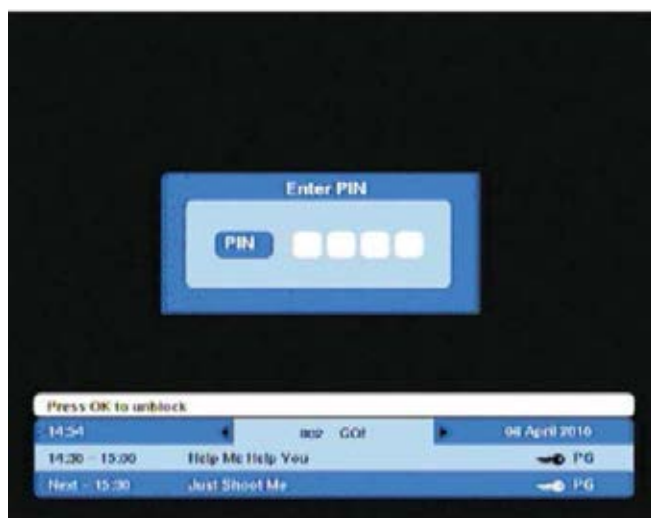 Enter PIN
PIN
Press OK to unblock
14:54 802 GO! April 2010
14:30 – 15:00 Help Me Help You PG
Next – 15:30 Just Shoot Me PG